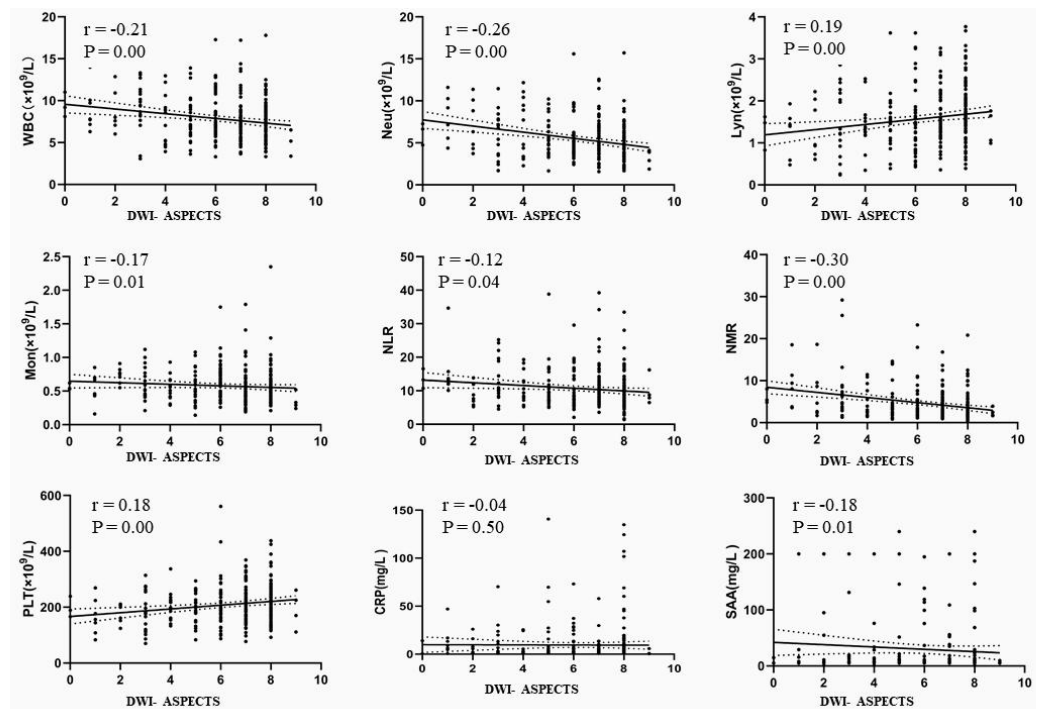 r = -0.21
P = 0.00
WBC (×10⁹/L)
20
15
10
5
0
0 2 4 6 8 10
DWI- ASPECTS
r = -0.26
P = 0.00
Neu(×10⁹/L)
20
15
10
5
0
0 2 4 6 8 10
DWI- ASPECTS
r = 0.19
P = 0.00
Lyn(×10⁹/L)
4
3
2
1
0
0 2 4 6 8 10
DWI- ASPECTS
r = -0.17
P = 0.01
Mon(×10⁹/L)
2.5
2.0
1.5
1.0
0.5
0.0
0 2 4 6 8 10
DWI- ASPECTS
r = -0.12
P = 0.04
NLR
50
40
30
20
10
0
0 2 4 6 8 10
DWI- ASPECTS
r = -0.30
P = 0.00
NMR
40
30
20
10
0
0 2 4 6 8 10
DWI- ASPECTS
r = 0.18
P = 0.00
PLT(×10⁹/L)
600
400
200
0
0 2 4 6 8 10
DWI- ASPECTS
r = -0.04
P = 0.50
CRP(mg/L )
150
100
50
0
0 2 4 6 8 10
DWI- ASPECTS
r = -0.18
P = 0.01
SAA(mg/L )
300
200
100
0
0 2 4 6 8 10
DWI- ASPECTS